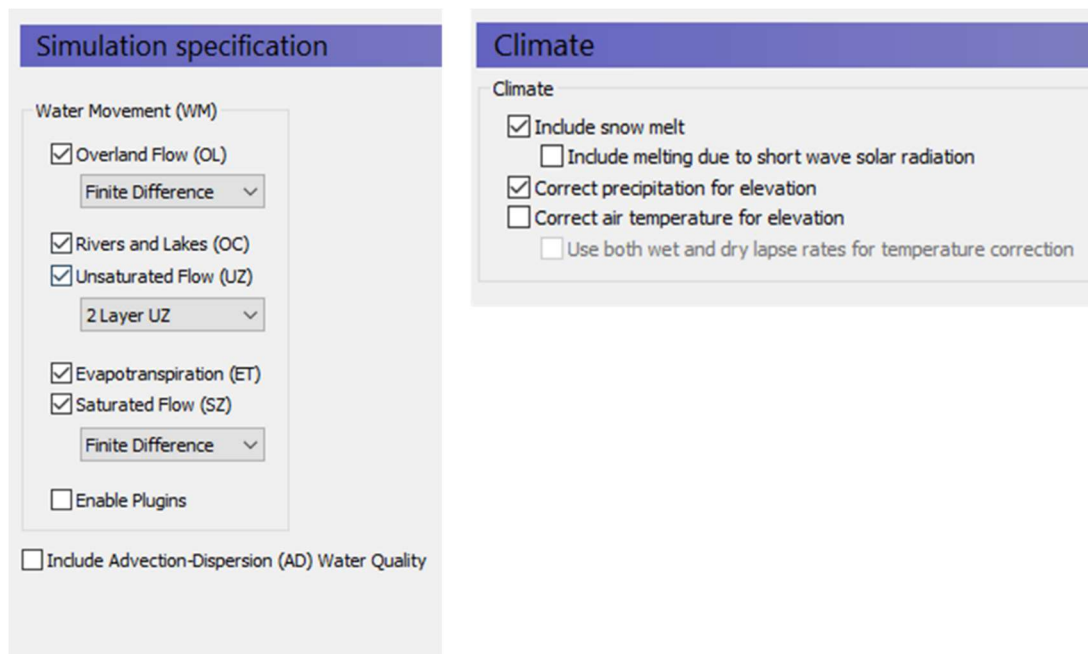 Simulation specification
Water Movement (WM)
Overland Flow (OL)
Finite Difference
Rivers and Lakes (OC)
Unsaturated Flow (UZ)
2 Layer UZ
Evapotranspiration (ET)
Saturated Flow (SZ)
Finite Difference
Enable Plugins
Include Advection-Dispersion (AD) Water Quality
Climate
Climate
Include snow melt
Include melting due to short wave solar radiation
Correct precipitation for elevation
Correct air temperature for elevation
Use both wet and dry lapse rates for temperature correction